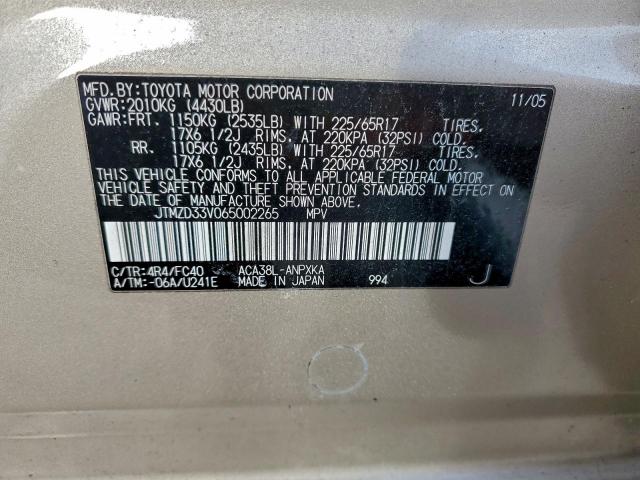 MFD.BY:TOYOTA MOTOR CORPORATION 11/05
GVWR:2010KG (4430LB)
GAWR:FRT. 1150KG (2535LB) WITH 225/65R17 TIRES,
17X6 1/2J RIMS, AT 220KPA (32PSI) COLD.
RR. 1105KG (2435LB) WITH 225/65R17 TIRES,
17X6 1/2J RIMS, AT 220KPA (32PSI) COLD.
THIS VEHICLE CONFORMS TO ALL APPLICABLE FEDERAL MOTOR
VEHICLE SAFETY AND THEFT PREVENTION STANDARDS IN EFFECT ON
THE DATE OF MANUFACTURE SHOWN ABOVE.
JTMZD33V065002265 MPV
C/TR:4R4/FC40 ACA38L-ANPXKA
A/TM:-06A/U241E MADE IN JAPAN 994 J